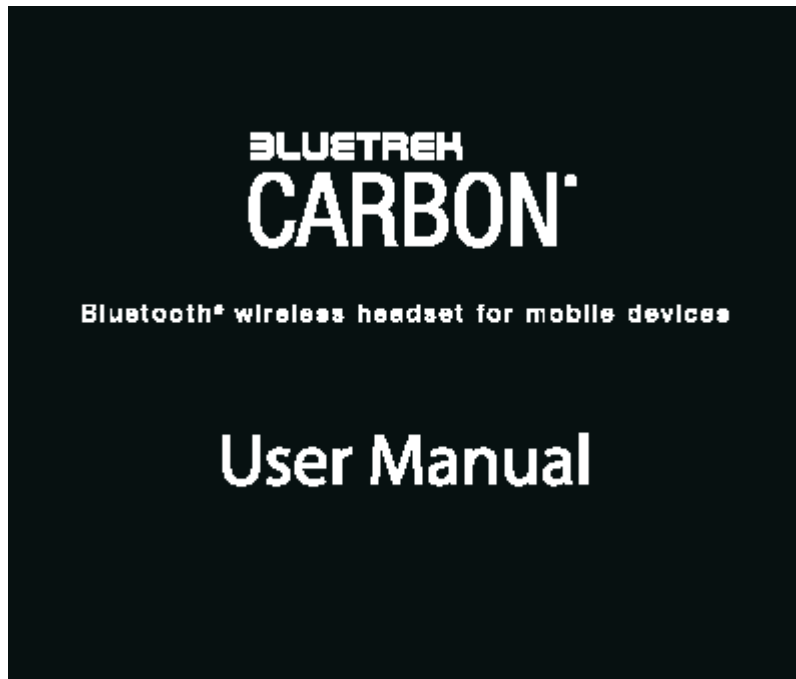 BLUETREK
CARBON
Bluetooth® wireless headset for mobile devices
User Manual